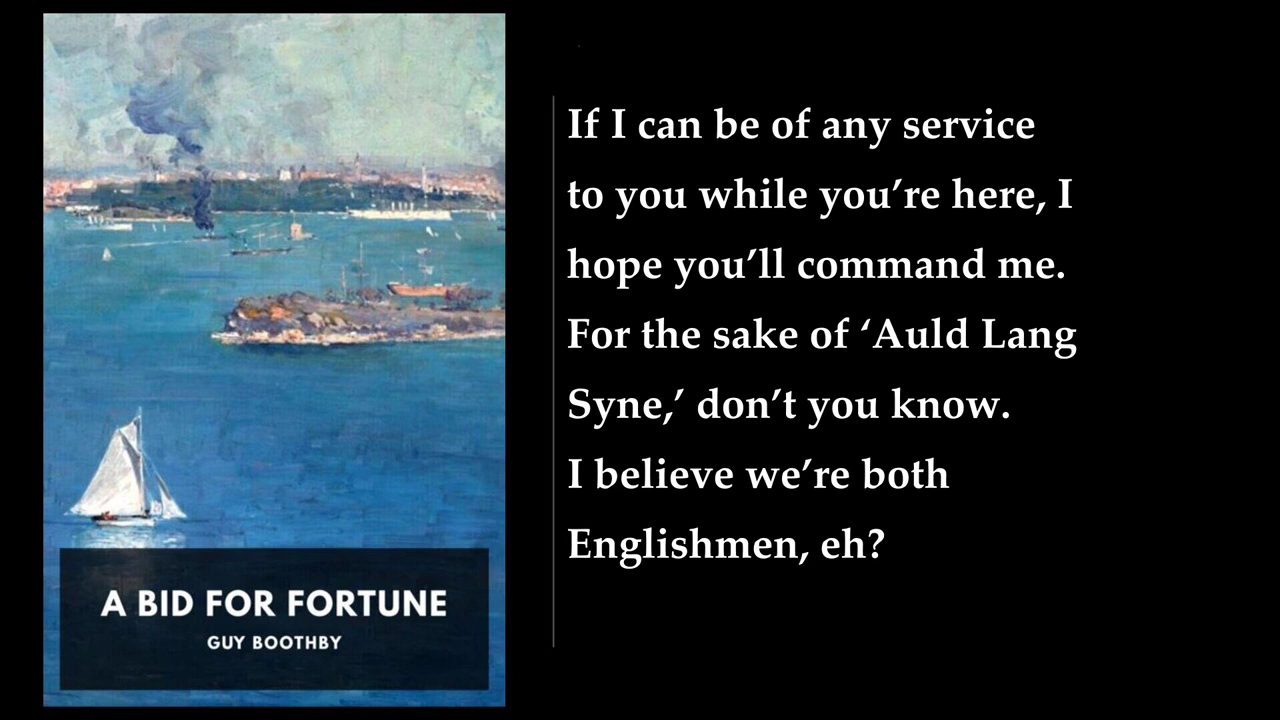 If I can be of any service
to you while you’re here, I
hope you’ll command me.
For the sake of ‘Auld Lang
Syne,’ don’t you know.
I believe we’re both
Englishmen, eh?
A BID FOR FORTUNE
GUY BOOTHBY